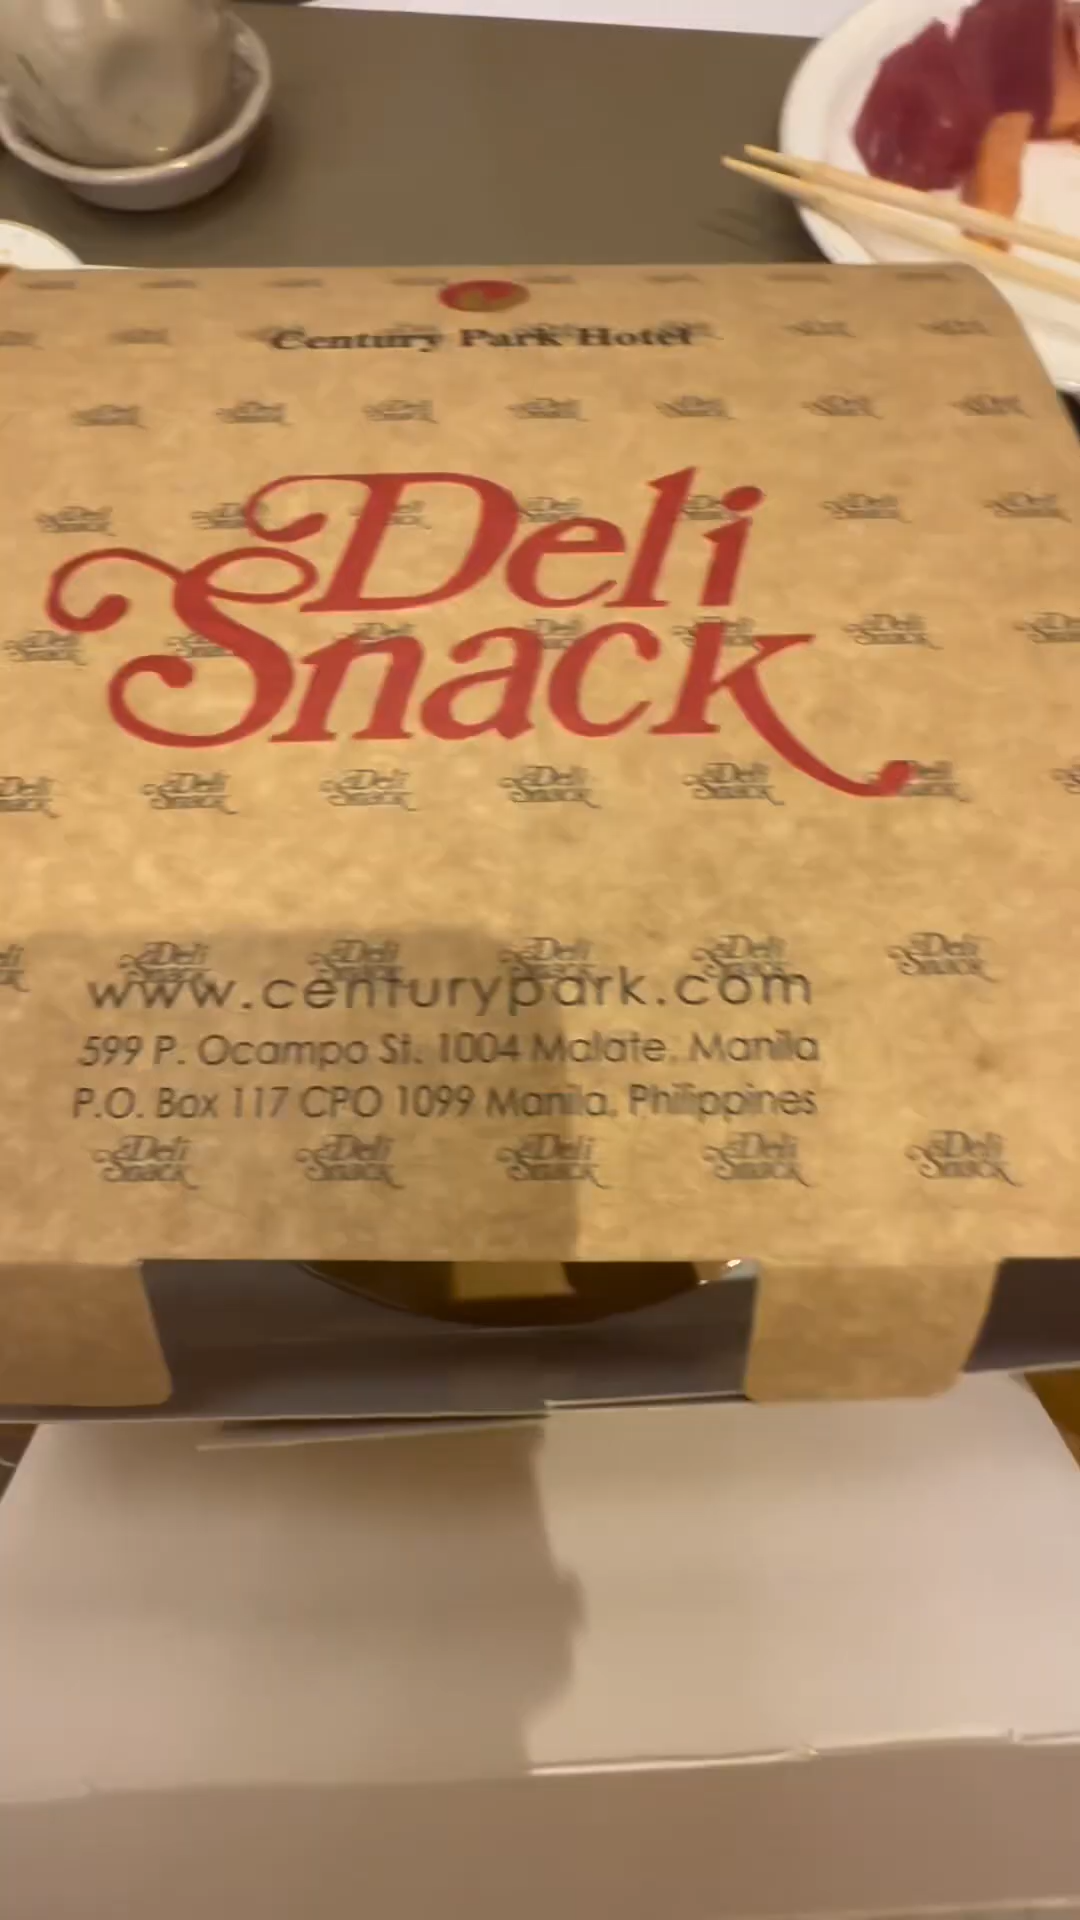 Century Park Hotel
Deli
Snack
www.centurypark.com
599 P. Ocampo St. 1004 Malate, Manila
P.O. Box 117 CPO 1099 Manila, Philippines